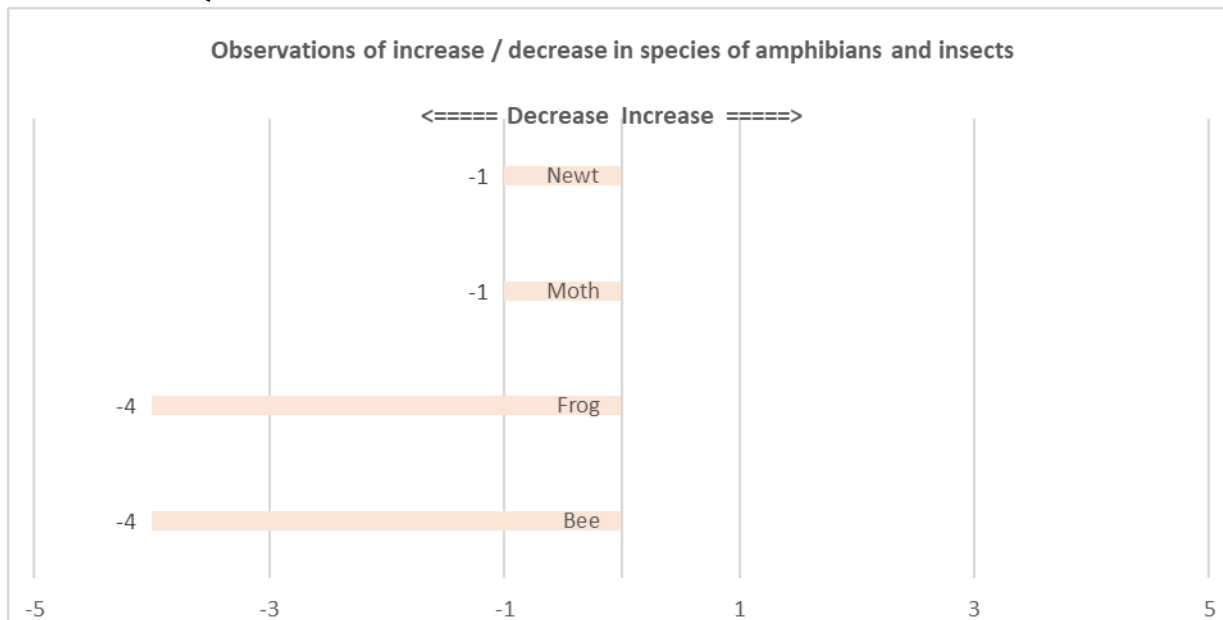 Observations of increase / decrease in species of amphibians and insects
<===== Decrease Increase =====>
-1 Newt
-1 Moth
-4 Frog
-4 Bee
-5 -3 -1 1 3 5